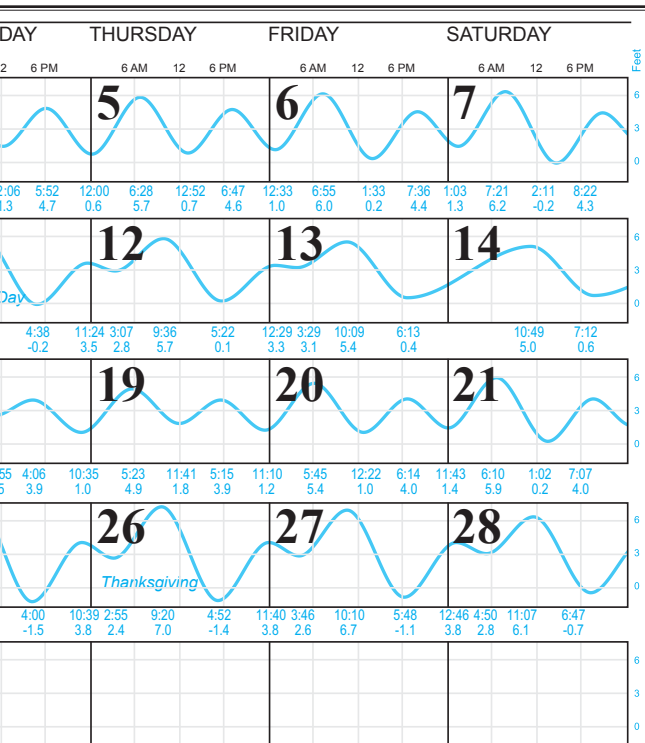 DAY THURSDAY FRIDAY SATURDAY
2 6 PM 6 AM 12 6 PM 6 AM 12 6 PM 6 AM 12 6 PM Feet
5 6 7
6
3
0
2:06 5:52 12:00 6:28 12:52 6:47 12:33 6:55 1:33 7:36 1:03 7:21 2:11 8:22
1.3 4.7 0.6 5.7 0.7 4.6 1.0 6.0 0.2 4.4 1.3 6.2 -0.2 4.3
12 13 14
6
3
Day 0
4:38 11:24 3:07 9:36 5:22 12:29 3:29 10:09 6:13 10:49 7:12
-0.2 3.5 2.8 5.7 0.1 3.3 3.1 5.4 0.4 5.0 0.6
19 20 21
6
3
0
55 4:06 10:35 5:23 11:41 5:15 11:10 5:45 12:22 6:14 11:43 6:10 1:02 7:07
5 3.9 1.0 4.9 1.8 3.9 1.2 5.4 1.0 4.0 1.4 5.9 0.2 4.0
26 27 28
6
3
Thanksgiving 0
4:00 10:39 2:55 9:20 4:52 11:40 3:46 10:10 5:48 12:46 4:50 11:07 6:47
-1.5 3.8 2.4 7.0 -1.4 3.8 2.6 6.7 -1.1 3.8 2.8 6.1 -0.7
6
3
0